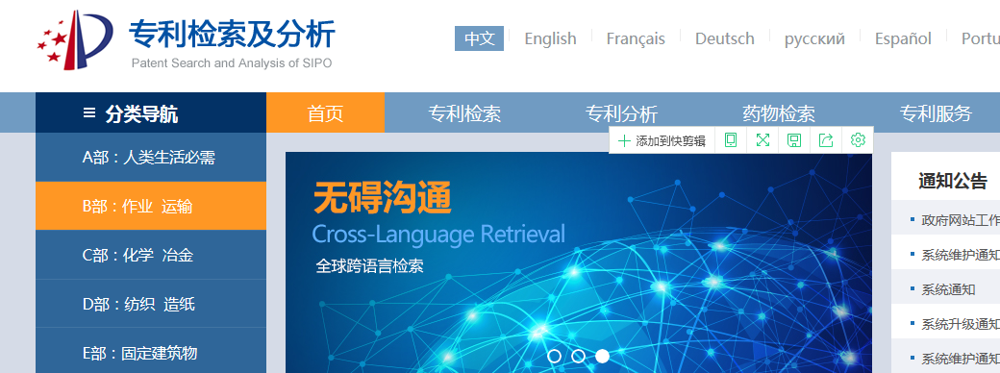 专利检索及分析
Patent Search and Analysis of SIPO
中文 English Français Deutsch русский Español Portu
≡ 分类导航 首页 专利检索 专利分析 药物检索 专利服务
添加到快剪辑
A部：人类生活必需
B部：作业 运输
C部：化学 冶金
D部：纺织 造纸
E部：固定建筑物
无碍沟通
Cross-Language Retrieval
全球跨语言检索
通知公告
政府网站工作
系统维护通知
系统通知
系统升级通知
系统维护通知